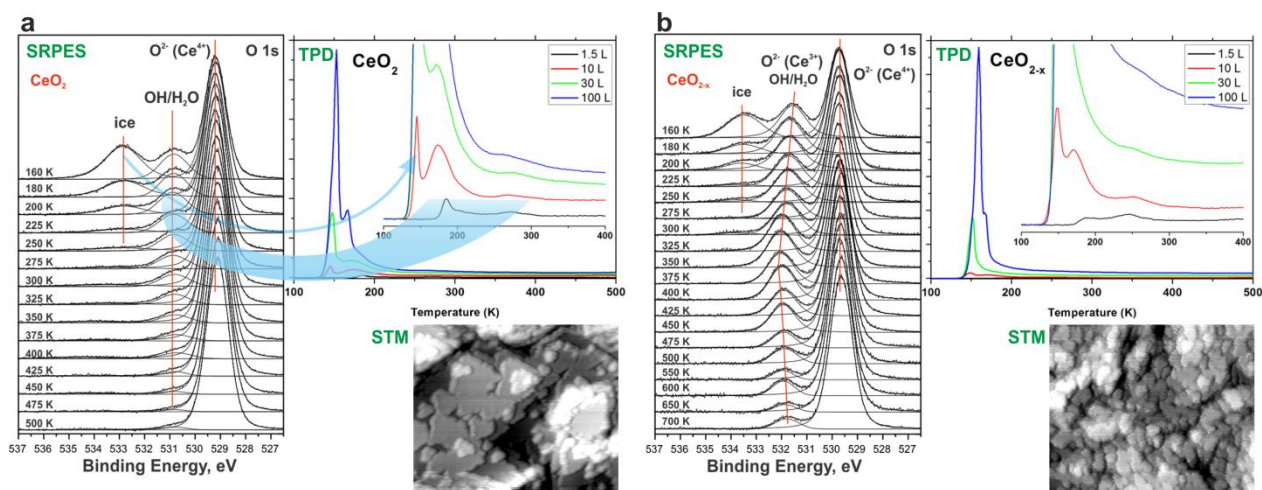 a
SRPES
CeO2
O²⁻ (Ce⁴⁺)
O 1s
OH/H2O
ice
160 K
180 K
200 K
225 K
250 K
275 K
300 K
325 K
350 K
375 K
400 K
425 K
450 K
475 K
500 K
537 536 535 534 533 532 531 530 529 528 527
Binding Energy, eV
TPD
CeO2
1.5 L
10 L
30 L
100 L
100 200 300 400
100 200 300 400 500
Temperature (K)
STM
b
SRPES
CeO2-x
O²⁻ (Ce³⁺)
OH/H2O
O 1s
O²⁻ (Ce⁴⁺)
ice
160 K
180 K
200 K
225 K
250 K
275 K
300 K
325 K
350 K
375 K
400 K
425 K
450 K
475 K
500 K
550 K
600 K
650 K
700 K
537 536 535 534 533 532 531 530 529 528 527
Binding Energy, eV
TPD
CeO2-x
1.5 L
10 L
30 L
100 L
100 200 300 400
100 200 300 400 500
Temperature (K)
STM